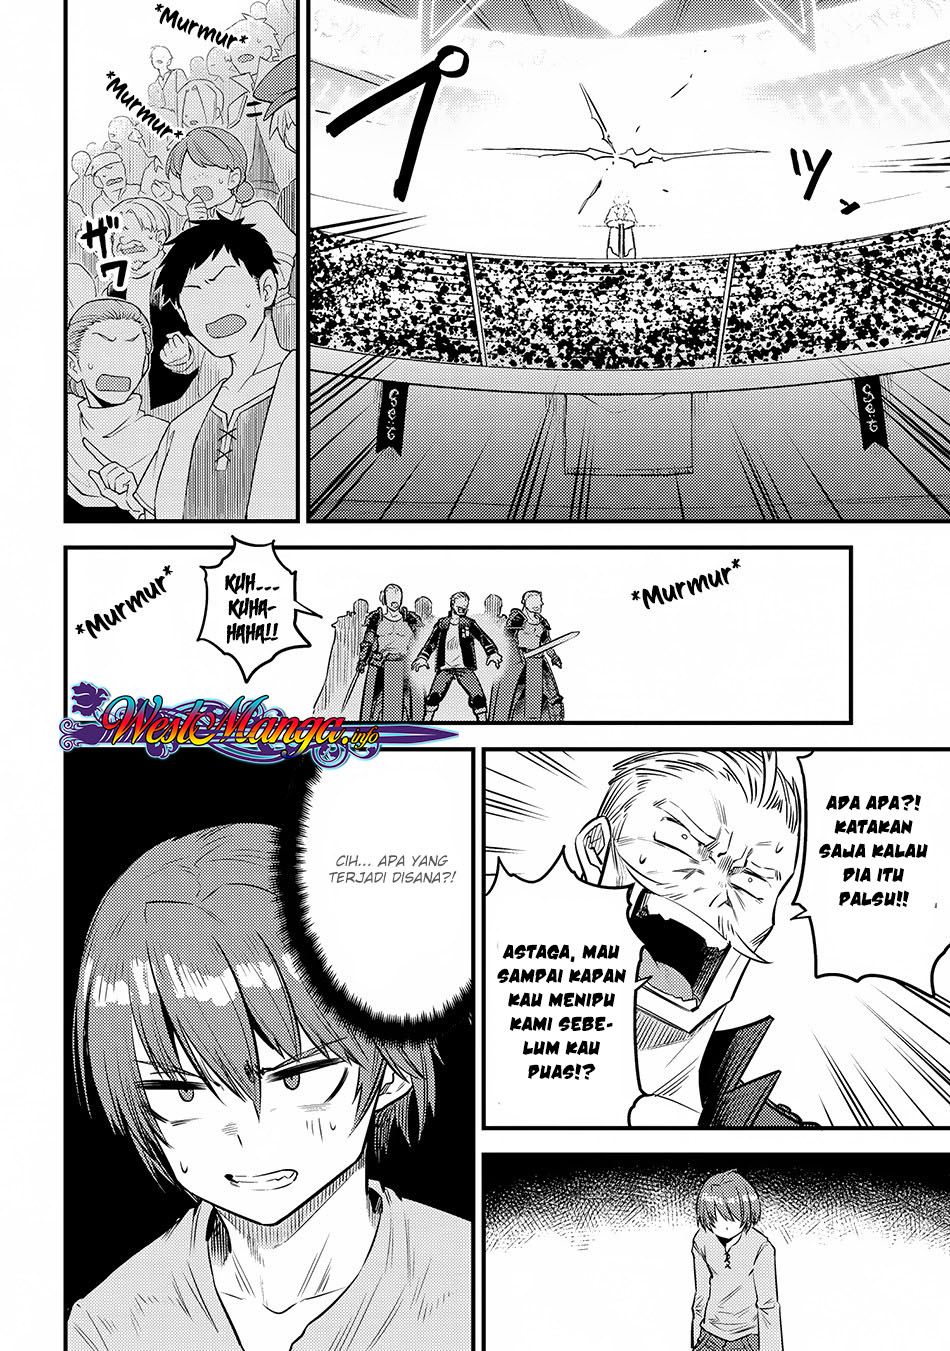 *Murmur*
*Murmur*
ザワ
ツ
*Murmur*
KUH...
KUHA-
HAHA!!
*Murmur*
WestManga.info
APA APA?!
KATAKAN
SAJA KALAU
DIA ITU
PALSU!!
ASTAGA, MAU
SAMPAI KAPAN
KAU MENIPU
KAMI SEBE-
LUM KAU
PUAS!?
CIH... APA YANG
TERJADI DISANA?!